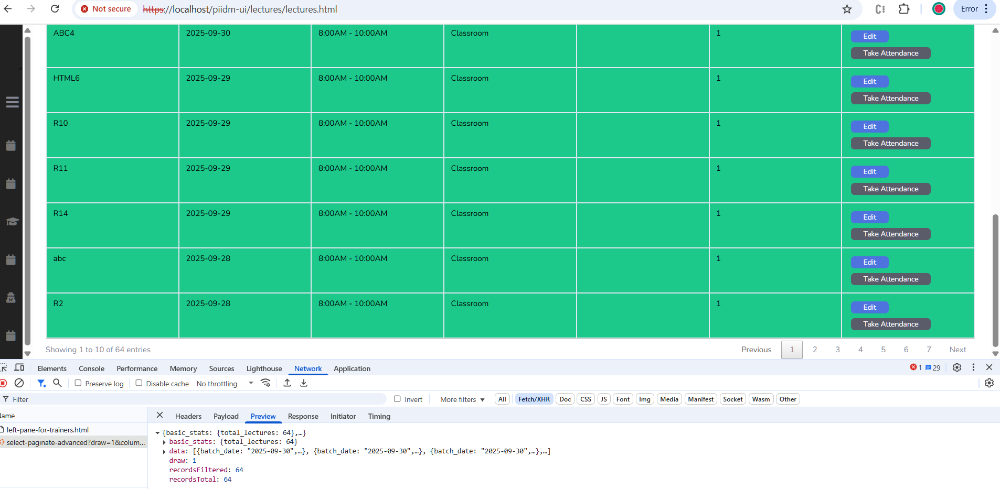 Not secure https://localhost/piidm-ui/lectures/lectures.html Error
ABC4 2025-09-30 8:00AM - 10:00AM Classroom 1 Edit
Take Attendance
HTML6 2025-09-29 8:00AM - 10:00AM Classroom 1 Edit
Take Attendance
R10 2025-09-29 8:00AM - 10:00AM Classroom 1 Edit
Take Attendance
R11 2025-09-29 8:00AM - 10:00AM Classroom 1 Edit
Take Attendance
R14 2025-09-29 8:00AM - 10:00AM Classroom 1 Edit
Take Attendance
abc 2025-09-28 8:00AM - 10:00AM Classroom 1 Edit
Take Attendance
R2 2025-09-28 8:00AM - 10:00AM Classroom 1 Edit
Take Attendance
Showing 1 to 10 of 64 entries Previous 1 2 3 4 5 6 7 Next
Elements Console Performance Memory Sources Lighthouse Network Application 1 29
Preserve log Disable cache No throttling
Filter Invert More filters All Fetch/XHR Doc CSS JS Font Img Media Manifest Socket Wasm Other
ame Headers Payload Preview Response Initiator Timing
left-pane-for-trainers.html
select-paginate-advanced?draw=1&colum...
{basic_stats: {total_lectures: 64},…}
basic_stats: {total_lectures: 64}
data: [{batch_date: "2025-09-30",…}, {batch_date: "2025-09-30",…}, {batch_date: "2025-09-30",…},…]
draw: 1
recordsFiltered: 64
recordsTotal: 64